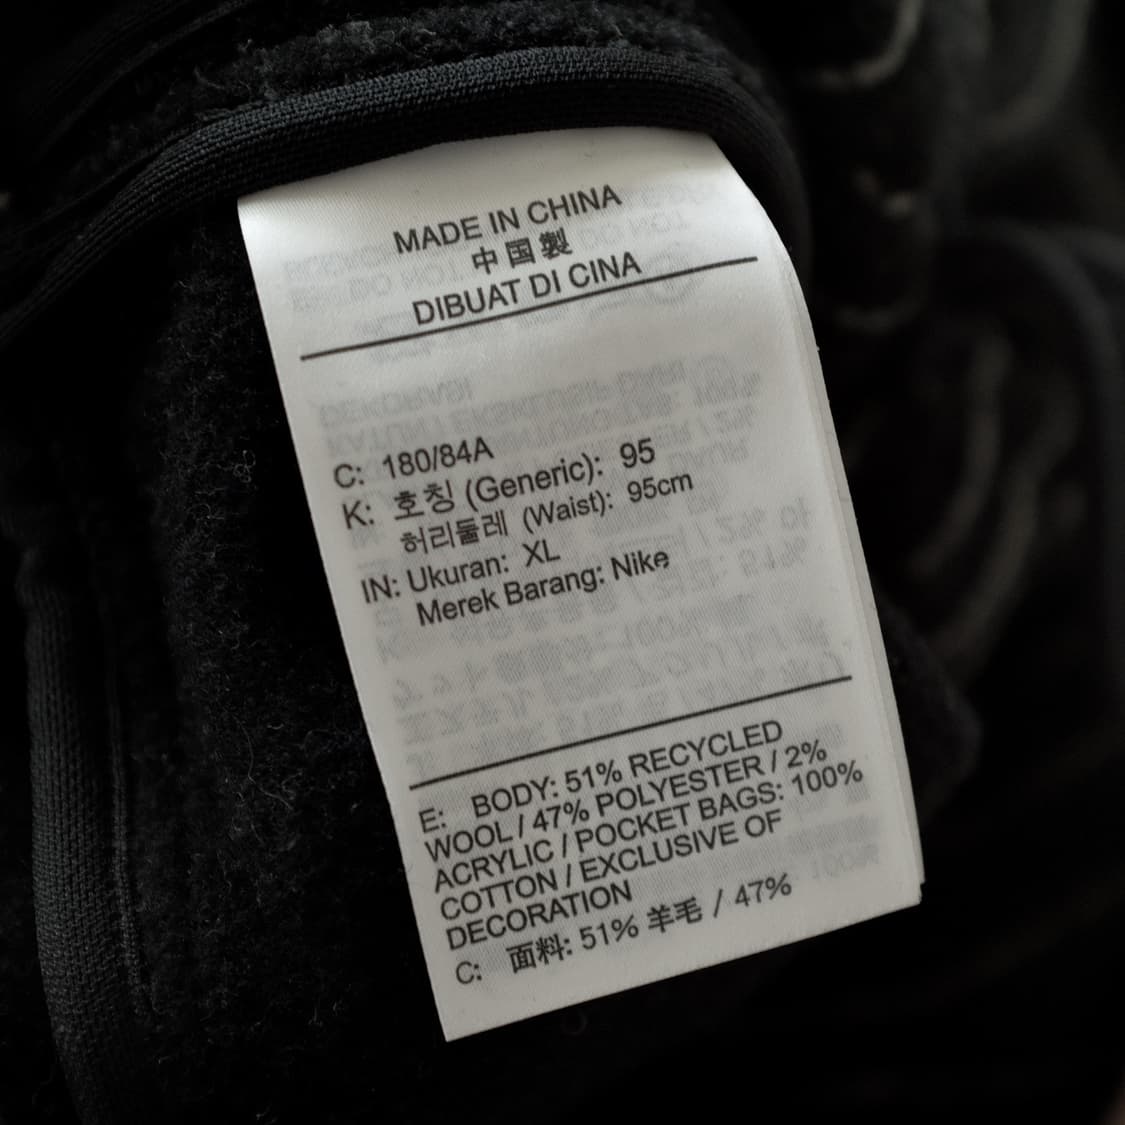 MADE IN CHINA
中国製
DIBUAT DI CINA
C: 180/84A
K: 호칭 (Generic): 95
허리둘레 (Waist): 95cm
IN: Ukuran: XL
Merek Barang: Nike
E: BODY: 51% RECYCLED
WOOL / 47% POLYESTER / 2%
ACRYLIC / POCKET BAGS: 100%
COTTON / EXCLUSIVE OF
DECORATION
C: 面料: 51% 羊毛 / 47%